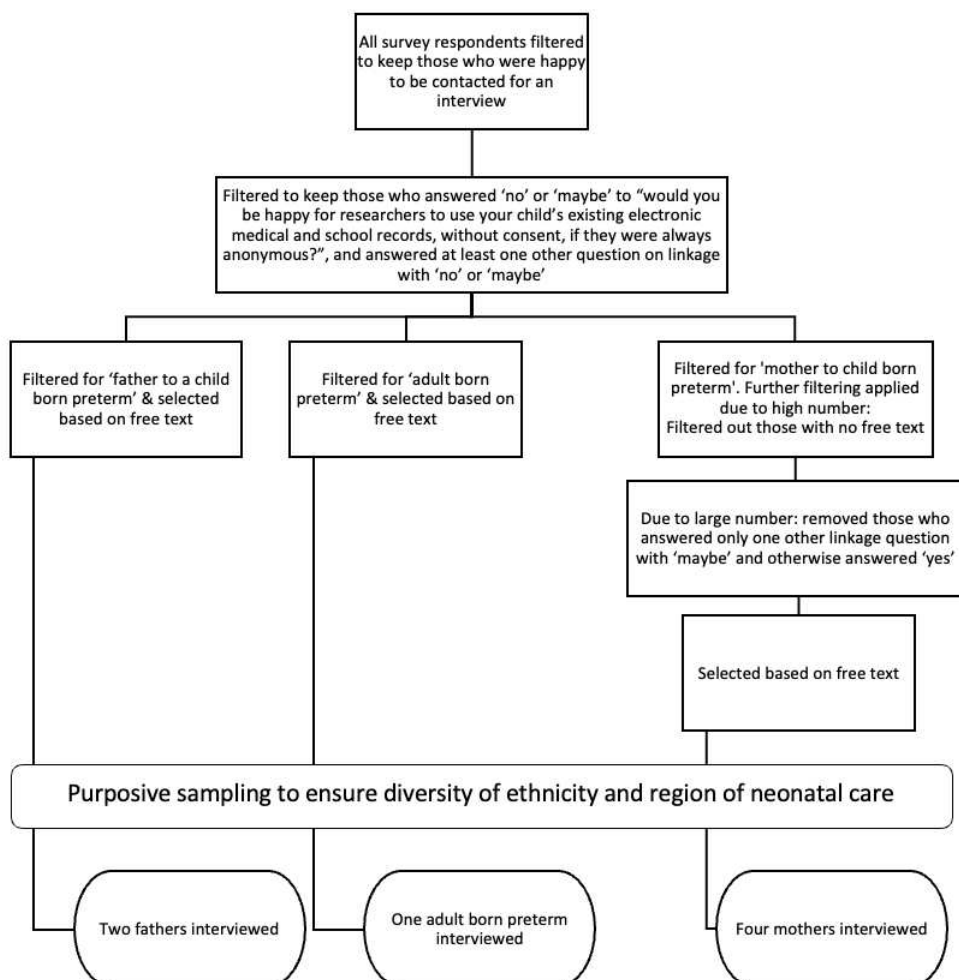 All survey respondents filtered
to keep those who were happy
to be contacted for an
interview
Filtered to keep those who answered ‘no’ or ‘maybe’ to “would you
be happy for researchers to use your child’s existing electronic
medical and school records, without consent, if they were always
anonymous?”, and answered at least one other question on linkage
with ‘no’ or ‘maybe’
Filtered for ‘father to a child
born preterm’ & selected
based on free text
Filtered for ‘adult born
preterm’ & selected based on
free text
Filtered for 'mother to child born
preterm'. Further filtering applied
due to high number:
Filtered out those with no free text
Due to large number: removed those who
answered only one other linkage question
with ‘maybe’ and otherwise answered ‘yes’
Selected based on free text
Purposive sampling to ensure diversity of ethnicity and region of neonatal care
Two fathers interviewed
One adult born preterm
interviewed
Four mothers interviewed